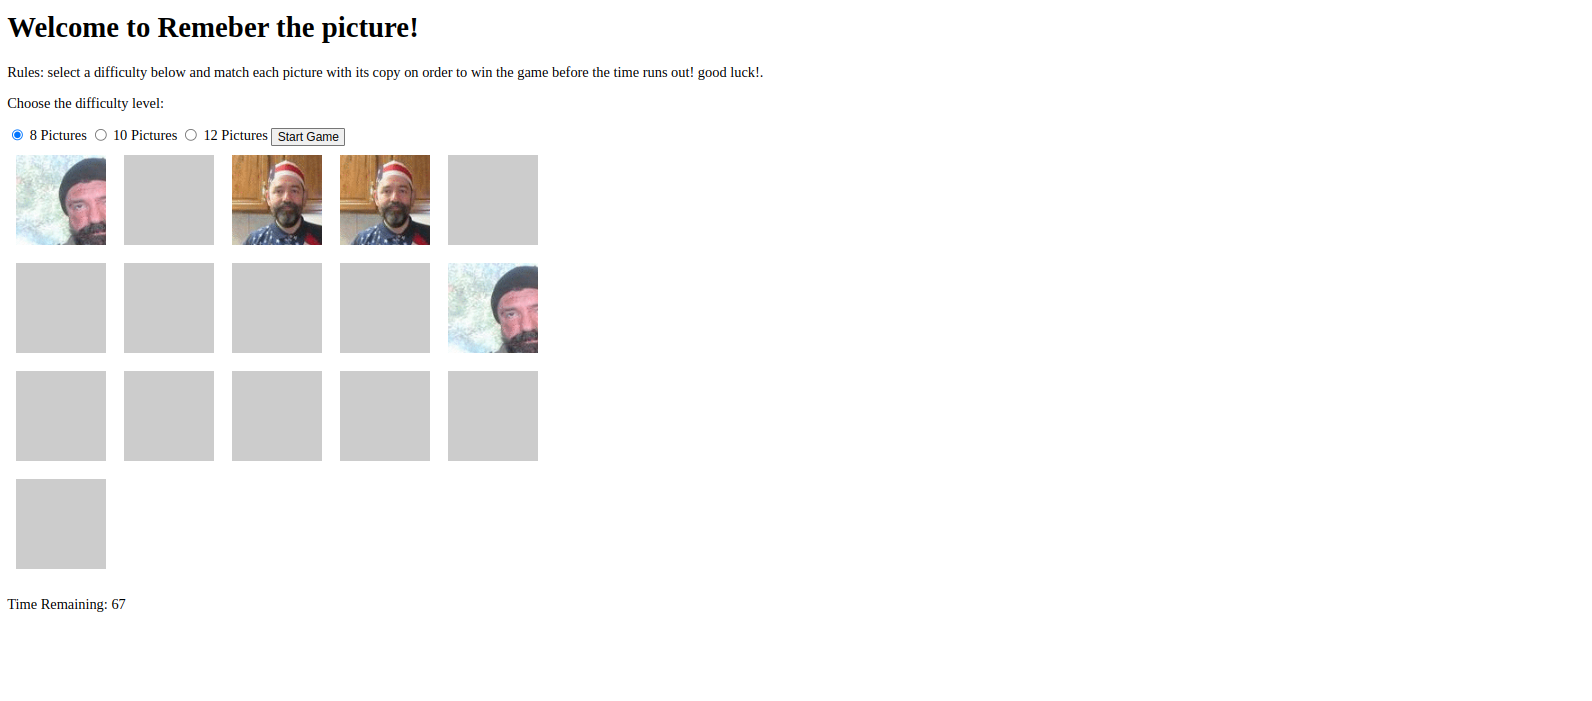 Welcome to Remeber the picture!
Rules: select a difficulty below and match each picture with its copy on order to win the game before the time runs out! good luck!.
Choose the difficulty level:
8 Pictures 10 Pictures 12 Pictures Start Game
Time Remaining: 67